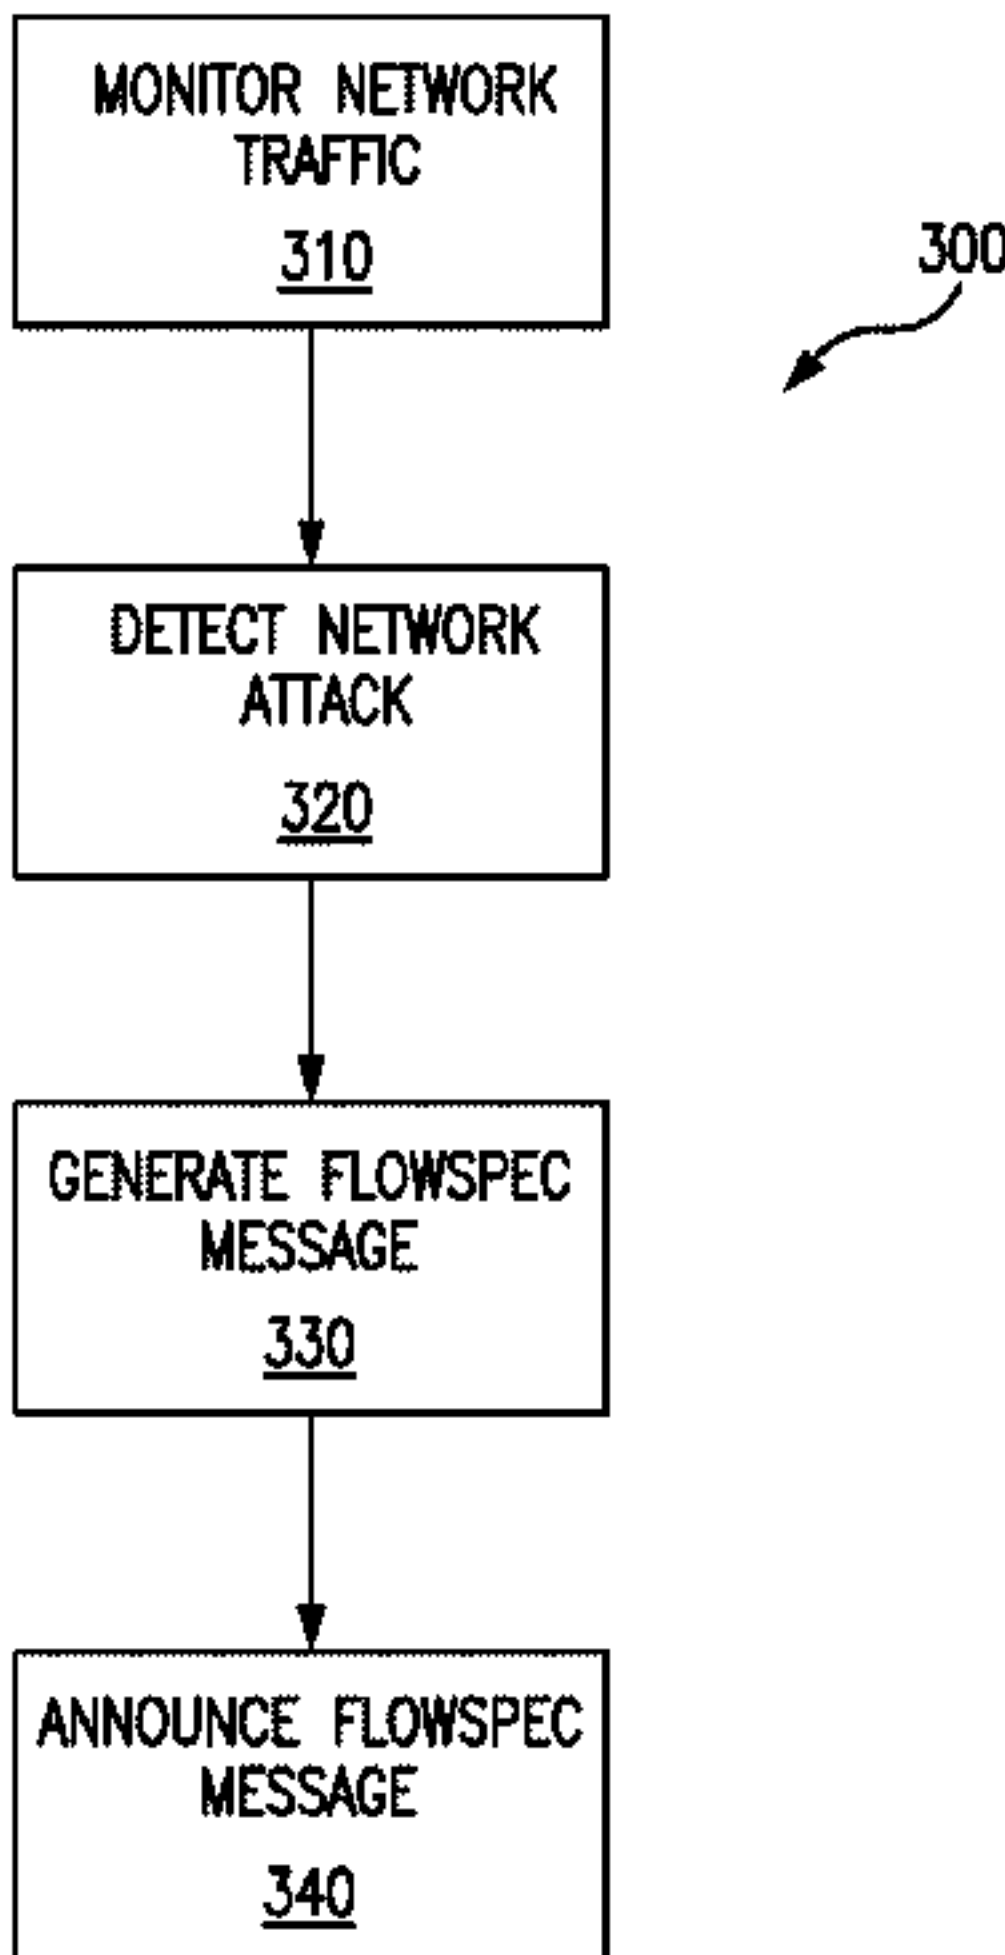 MONITOR NETWORK
TRAFFIC
310
300
DETECT NETWORK
ATTACK
320
GENERATE FLOWSPEC
MESSAGE
330
ANNOUNCE FLOWSPEC
MESSAGE
340